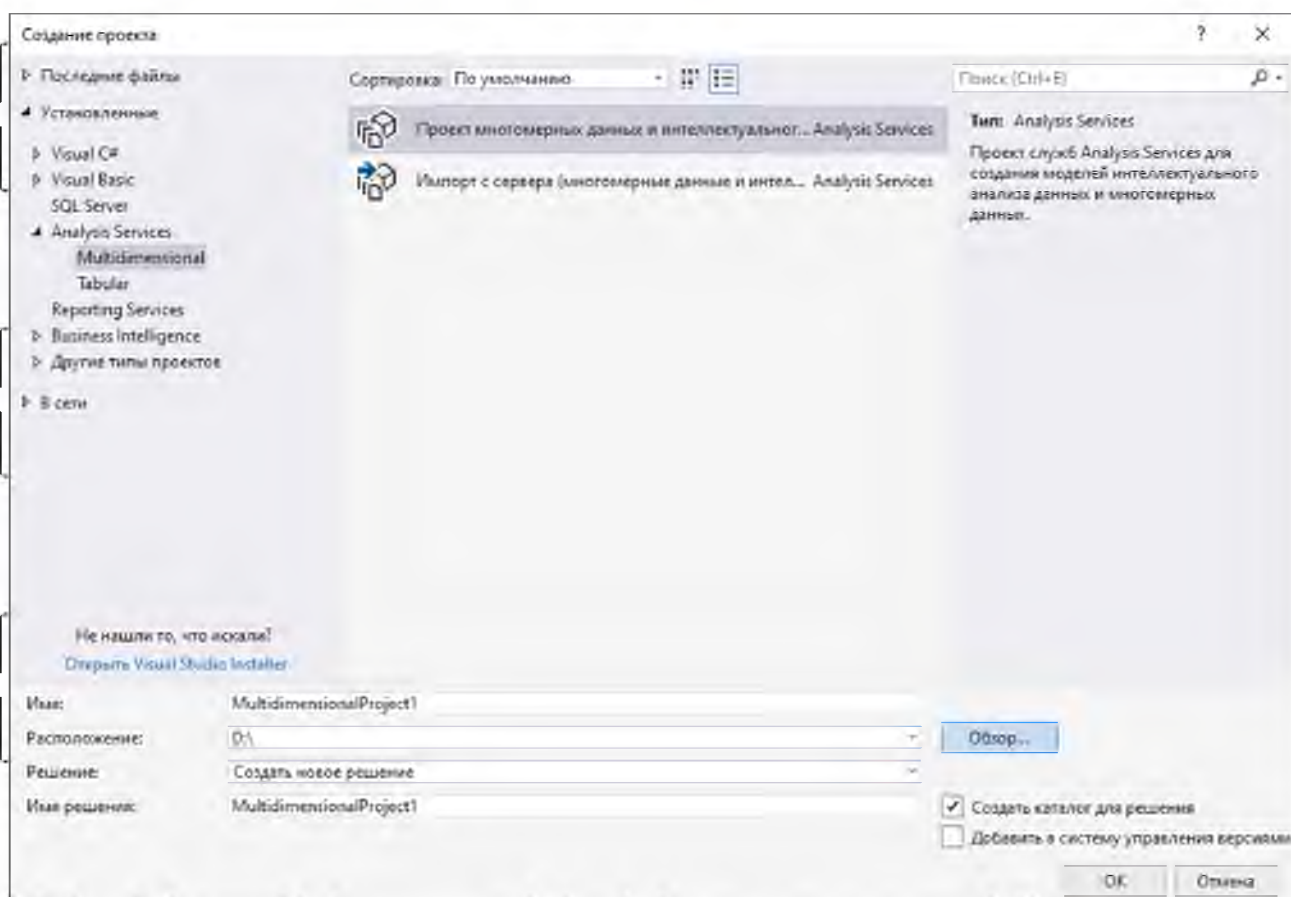 Создание проекта
? ×
Последние файлы
Установленные
Visual C#
Visual Basic
SQL Server
Analysis Services
Multidimensional
Tabular
Reporting Services
Business Intelligence
Другие типы проектов
В сети
Не нашли то, что искали?
Открыть Visual Studio Installer
Сортировка: По умолчанию
Проект многомерных данных и интеллектуальног... Analysis Services
Импорт с сервера (многомерные данные и интел... Analysis Services
Поиск (Ctrl+E)
Тип: Analysis Services
Проект служб Analysis Services для
создания моделей интеллектуального
анализа данных и многомерных
данных.
Имя: MultidimensionalProject1
Расположение: D:\
Обзор...
Решение: Создать новое решение
Имя решения: MultidimensionalProject1
Создать каталог для решения
Добавить в систему управления версиями
OK Отмена